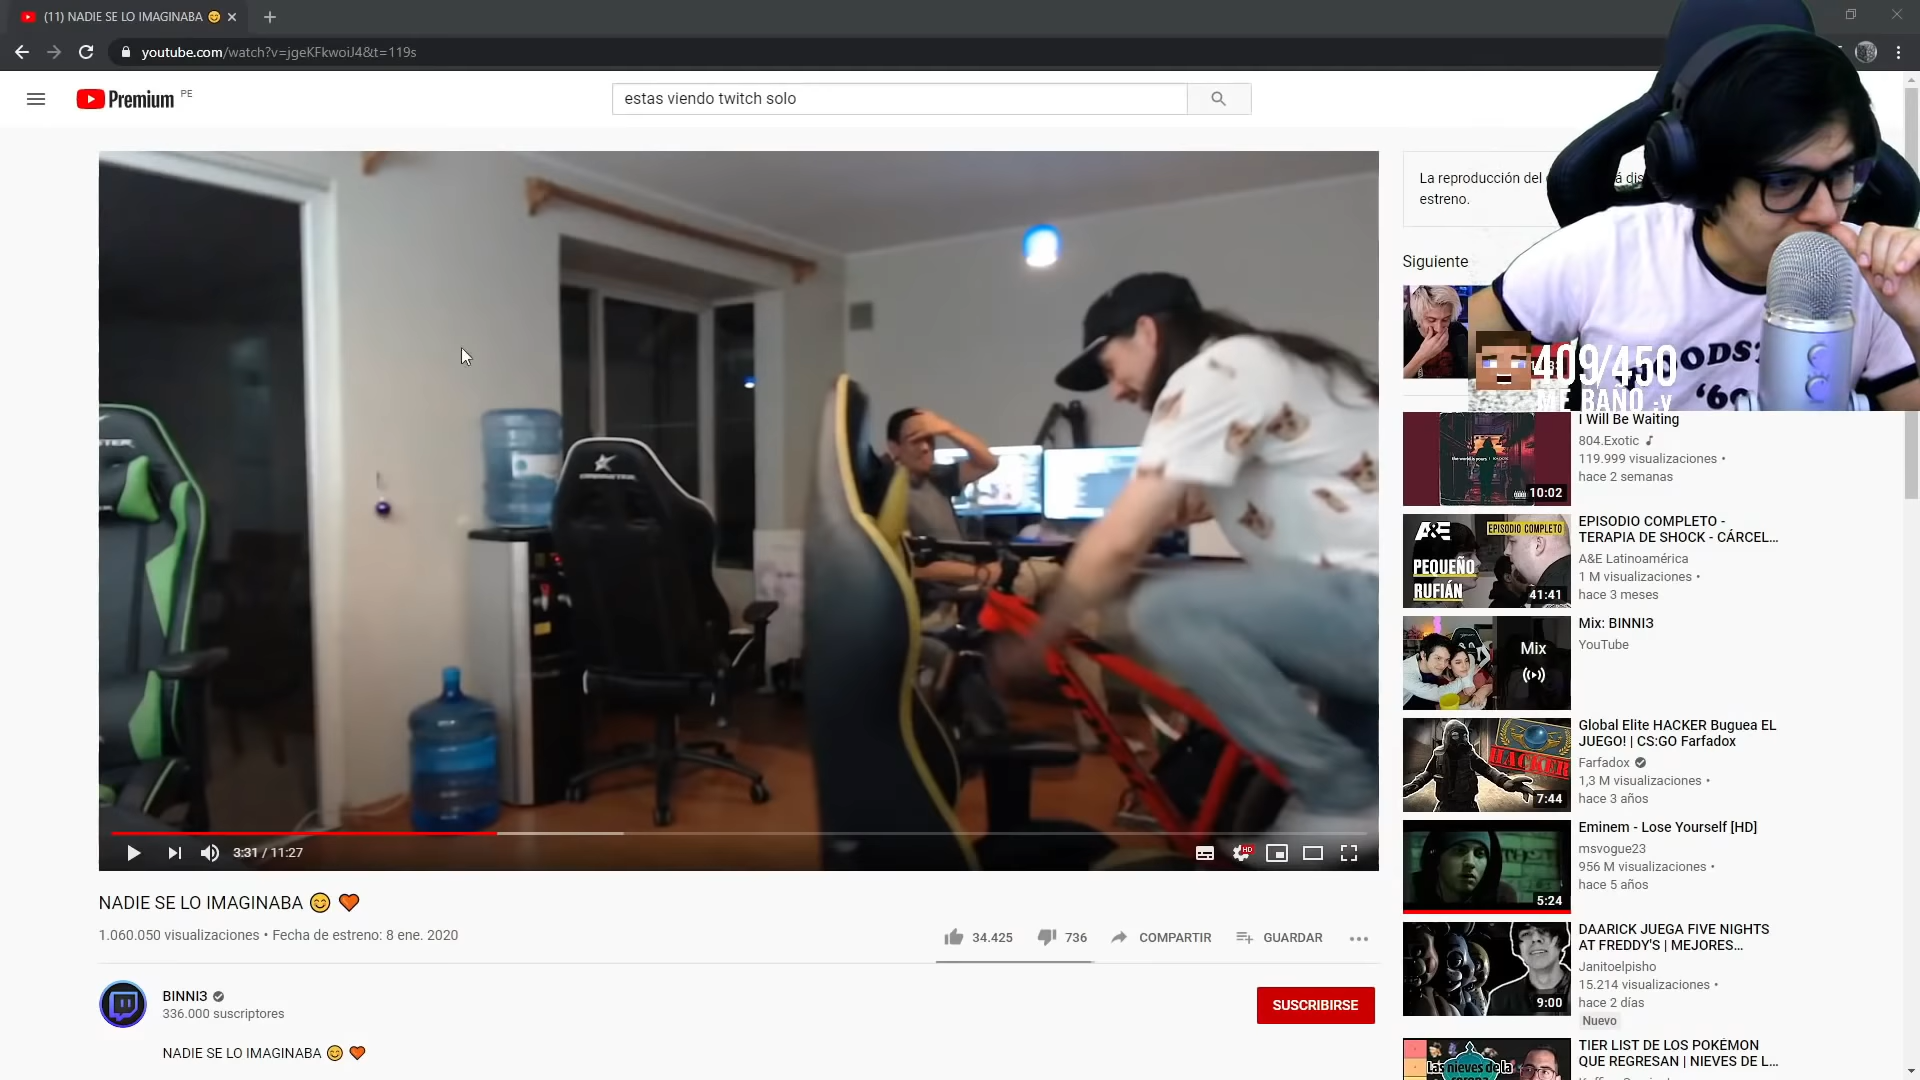 (11) NADIE SE LO IMAGINABA 😊
youtube.com/watch?v=jgeKFkwoiJ4&t=119s
Premium PE
estas viendo twitch solo
La reproducción del
estreno.
Siguiente
409/450
ME BAÑO :v
I Will Be Waiting
804.Exotic
119.999 visualizaciones •
hace 2 semanas
10:02
A&E
EPISODIO COMPLETO
PEQUEÑO
RUFIÁN
41:41
EPISODIO COMPLETO -
TERAPIA DE SHOCK - CÁRCEL...
A&E Latinoamérica
1 M visualizaciones •
hace 3 meses
Mix
Mix: BINNI3
YouTube
HACKER
7:44
Global Elite HACKER Buguea EL
JUEGO! | CS:GO Farfadox
Farfadox
1,3 M visualizaciones •
hace 3 años
5:24
Eminem - Lose Yourself [HD]
msvogue23
956 M visualizaciones •
hace 5 años
9:00
DAARICK JUEGA FIVE NIGHTS
AT FREDDY'S | MEJORES...
Janitoelpisho
15.214 visualizaciones •
hace 2 días
Nuevo
Las nieves de la
TIER LIST DE LOS POKÉMON
QUE REGRESAN | NIEVES DE L...
3:31 / 11:27
HD
NADIE SE LO IMAGINABA 😊 🧡
1.060.050 visualizaciones • Fecha de estreno: 8 ene. 2020
34.425 736 COMPARTIR GUARDAR
BINNI3
336.000 suscriptores
SUSCRIBIRSE
NADIE SE LO IMAGINABA 😊 🧡